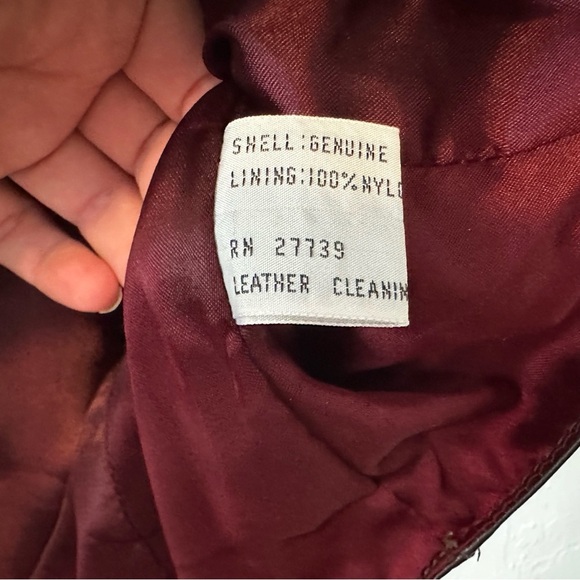 SHELL:GENUINE
LINING:100%NYLO
RN 27739
LEATHER CLEANIN